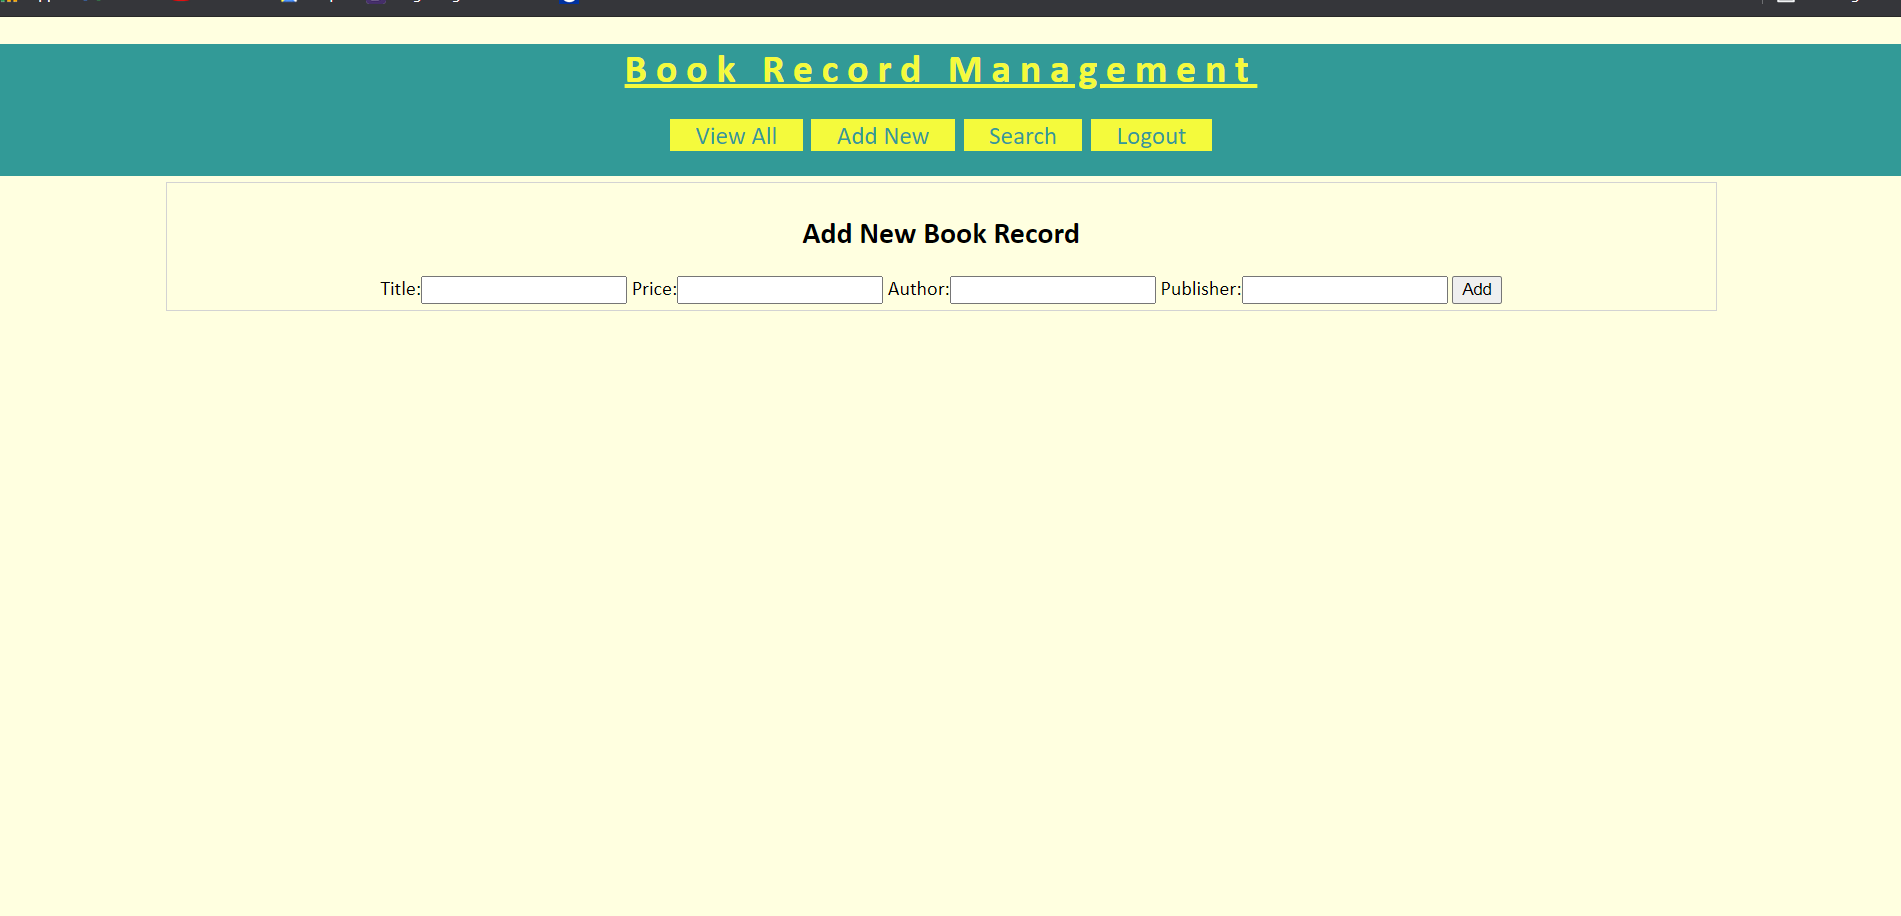 Book Record Management
View All Add New Search Logout
Add New Book Record
Title: Price: Author: Publisher: Add